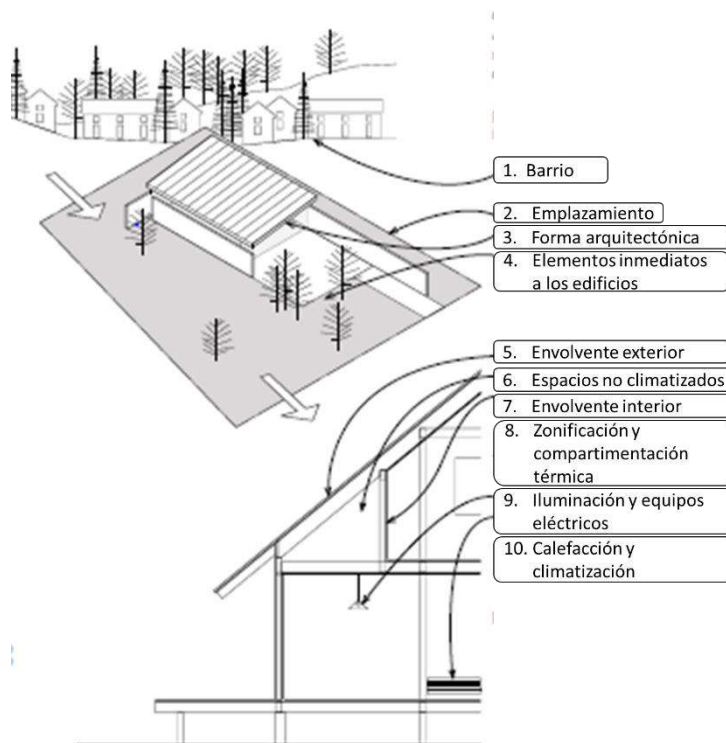 1. Barrio
2. Emplazamiento
3. Forma arquitectónica
4. Elementos inmediatos
a los edificios
5. Envolvente exterior
6. Espacios no climatizados
7. Envolvente interior
8. Zonificación y
compartimentación
térmica
9. Iluminación y equipos
eléctricos
10. Calefacción y
climatización